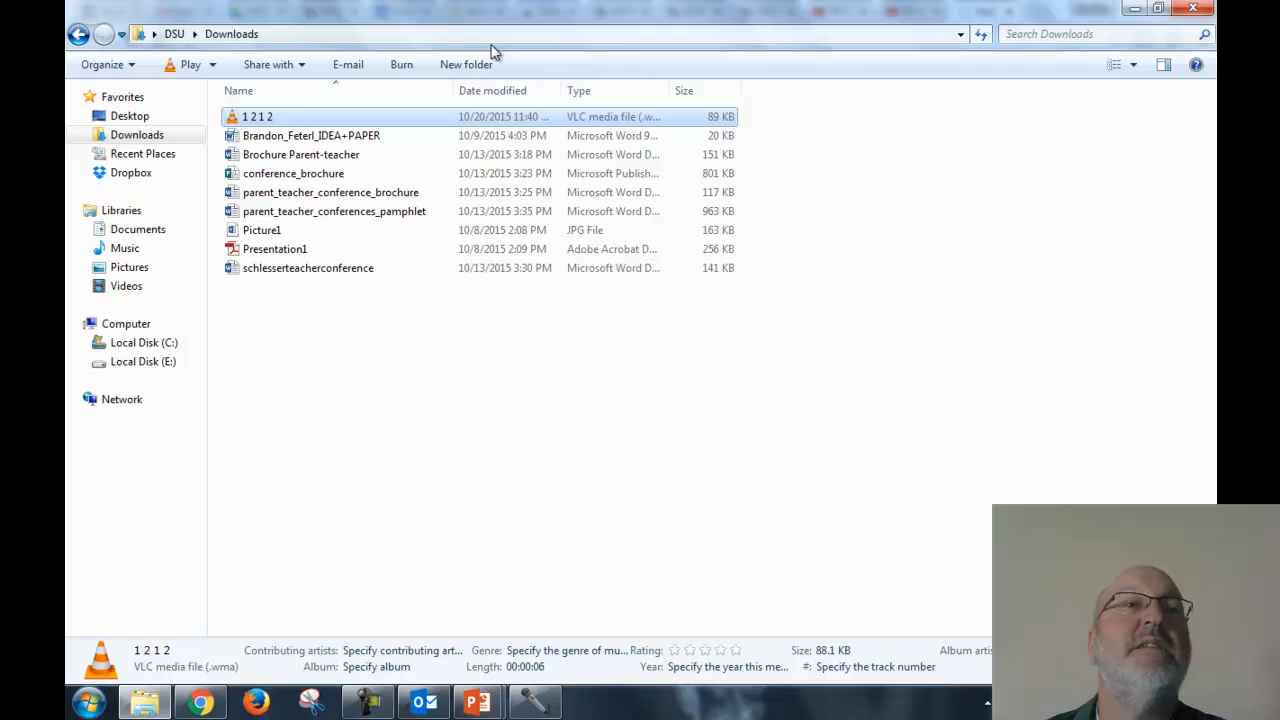 DSU Downloads Search Downloads
Organize Play Share with E-mail Burn New folder
Favorites
Desktop
Downloads
Recent Places
Dropbox
Libraries
Documents
Music
Pictures
Videos
Computer
Local Disk (C:)
Local Disk (E:)
Network
Name Date modified Type Size
1 2 1 2 10/20/2015 11:40 ... VLC media file (.w... 89 KB
Brandon_Feterl_IDEA+PAPER 10/9/2015 4:03 PM Microsoft Word 9... 20 KB
Brochure Parent-teacher 10/13/2015 3:18 PM Microsoft Word D... 151 KB
conference_brochure 10/13/2015 3:23 PM Microsoft Publish... 801 KB
parent_teacher_conference_brochure 10/13/2015 3:25 PM Microsoft Word D... 117 KB
parent_teacher_conferences_pamphlet 10/13/2015 3:35 PM Microsoft Word D... 963 KB
Picture1 10/8/2015 2:08 PM JPG File 163 KB
Presentation1 10/8/2015 2:09 PM Adobe Acrobat D... 256 KB
schlesserteacherconference 10/13/2015 3:30 PM Microsoft Word D... 141 KB
1 2 1 2 Contributing artists: Specify contributing art... Genre: Specify the genre of mu... Rating: Size: 88.1 KB Album artis
VLC media file (.wma) Album: Specify album Length: 00:00:06 Year: Specify the year this me... #: Specify the track number